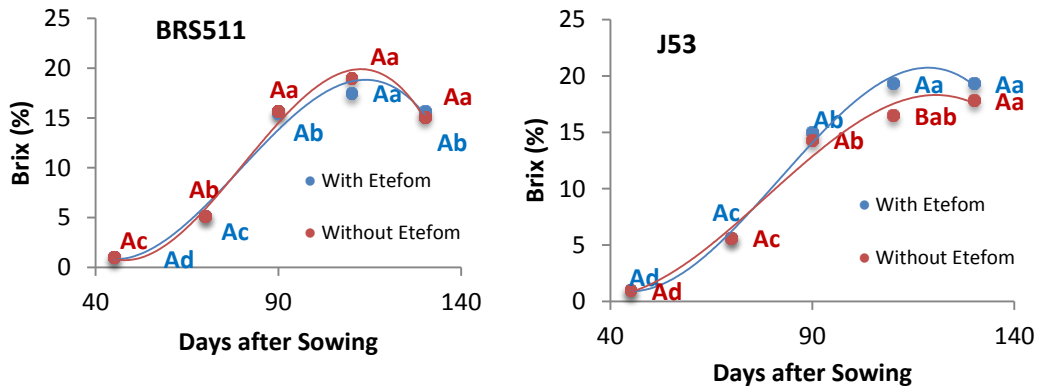 BRS511
25
20
15
10
5
0
Brix (%)
Aa
Aa
Aa
Aa
Ab
Ab
Ab
Ac
Ac
Ad
With Etefom
Without Etefom
40
90
140
Days after Sowing
J53
25
20
15
10
5
0
Brix (%)
Aa
Aa
Bab
Aa
Ab
Ab
Ac
Ac
Ad
Ad
With Etefom
Without Etefom
40
90
140
Days after Sowing